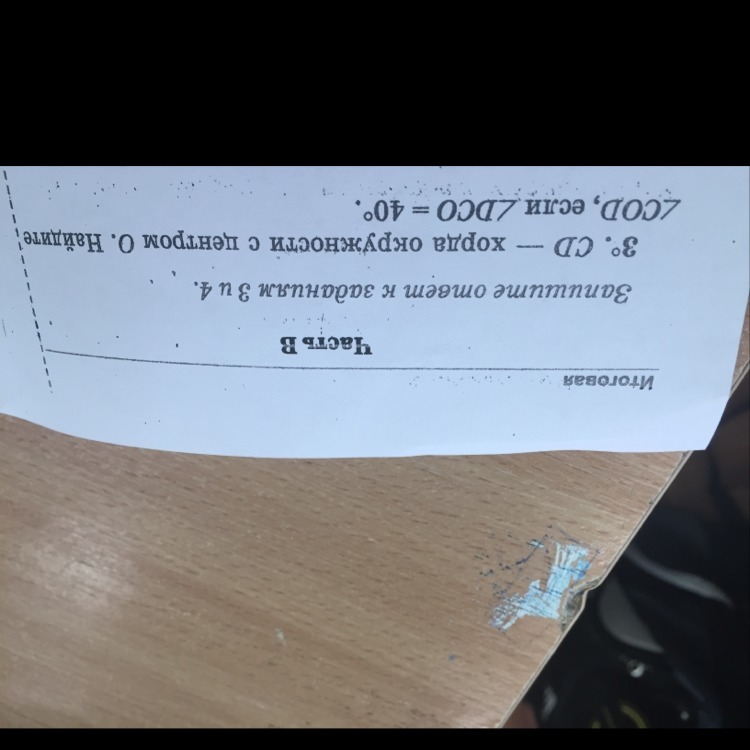 Итоговая
Часть В
Запишите ответ к заданиям 3 и 4.
3°. CD — хорда окружности с центром O. Найдите
∠COD, если ∠DCO = 40°.